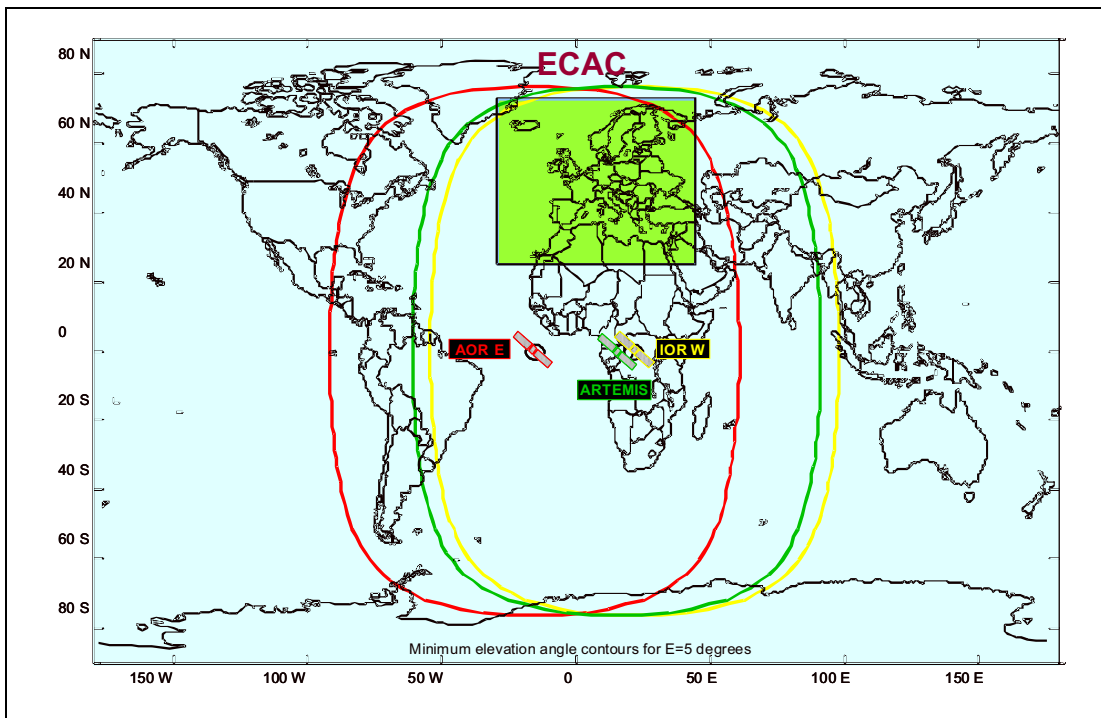 ECAC
80 N
60 N
40 N
20 N
0
20 S
40 S
60 S
80 S
AOR E
IOR W
ARTEMIS
Minimum elevation angle contours for E=5 degrees
150 W
100 W
50 W
0
50 E
100 E
150 E